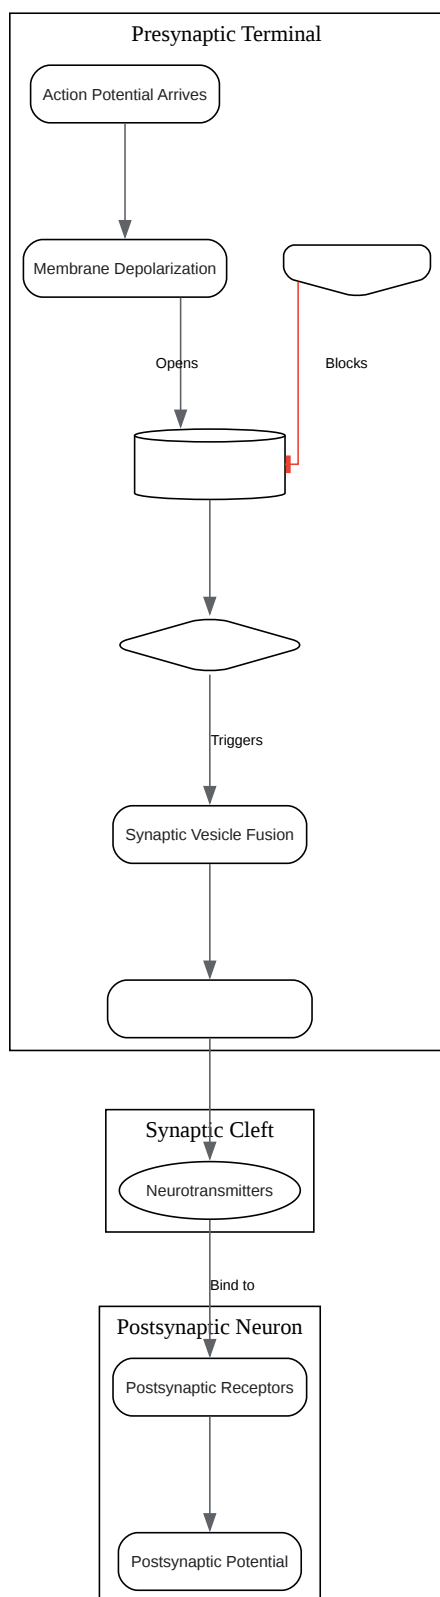 Presynaptic Terminal
Action Potential Arrives
Membrane Depolarization
Opens
Blocks
Triggers
Synaptic Vesicle Fusion
Synaptic Cleft
Neurotransmitters
Bind to
Postsynaptic Neuron
Postsynaptic Receptors
Postsynaptic Potential